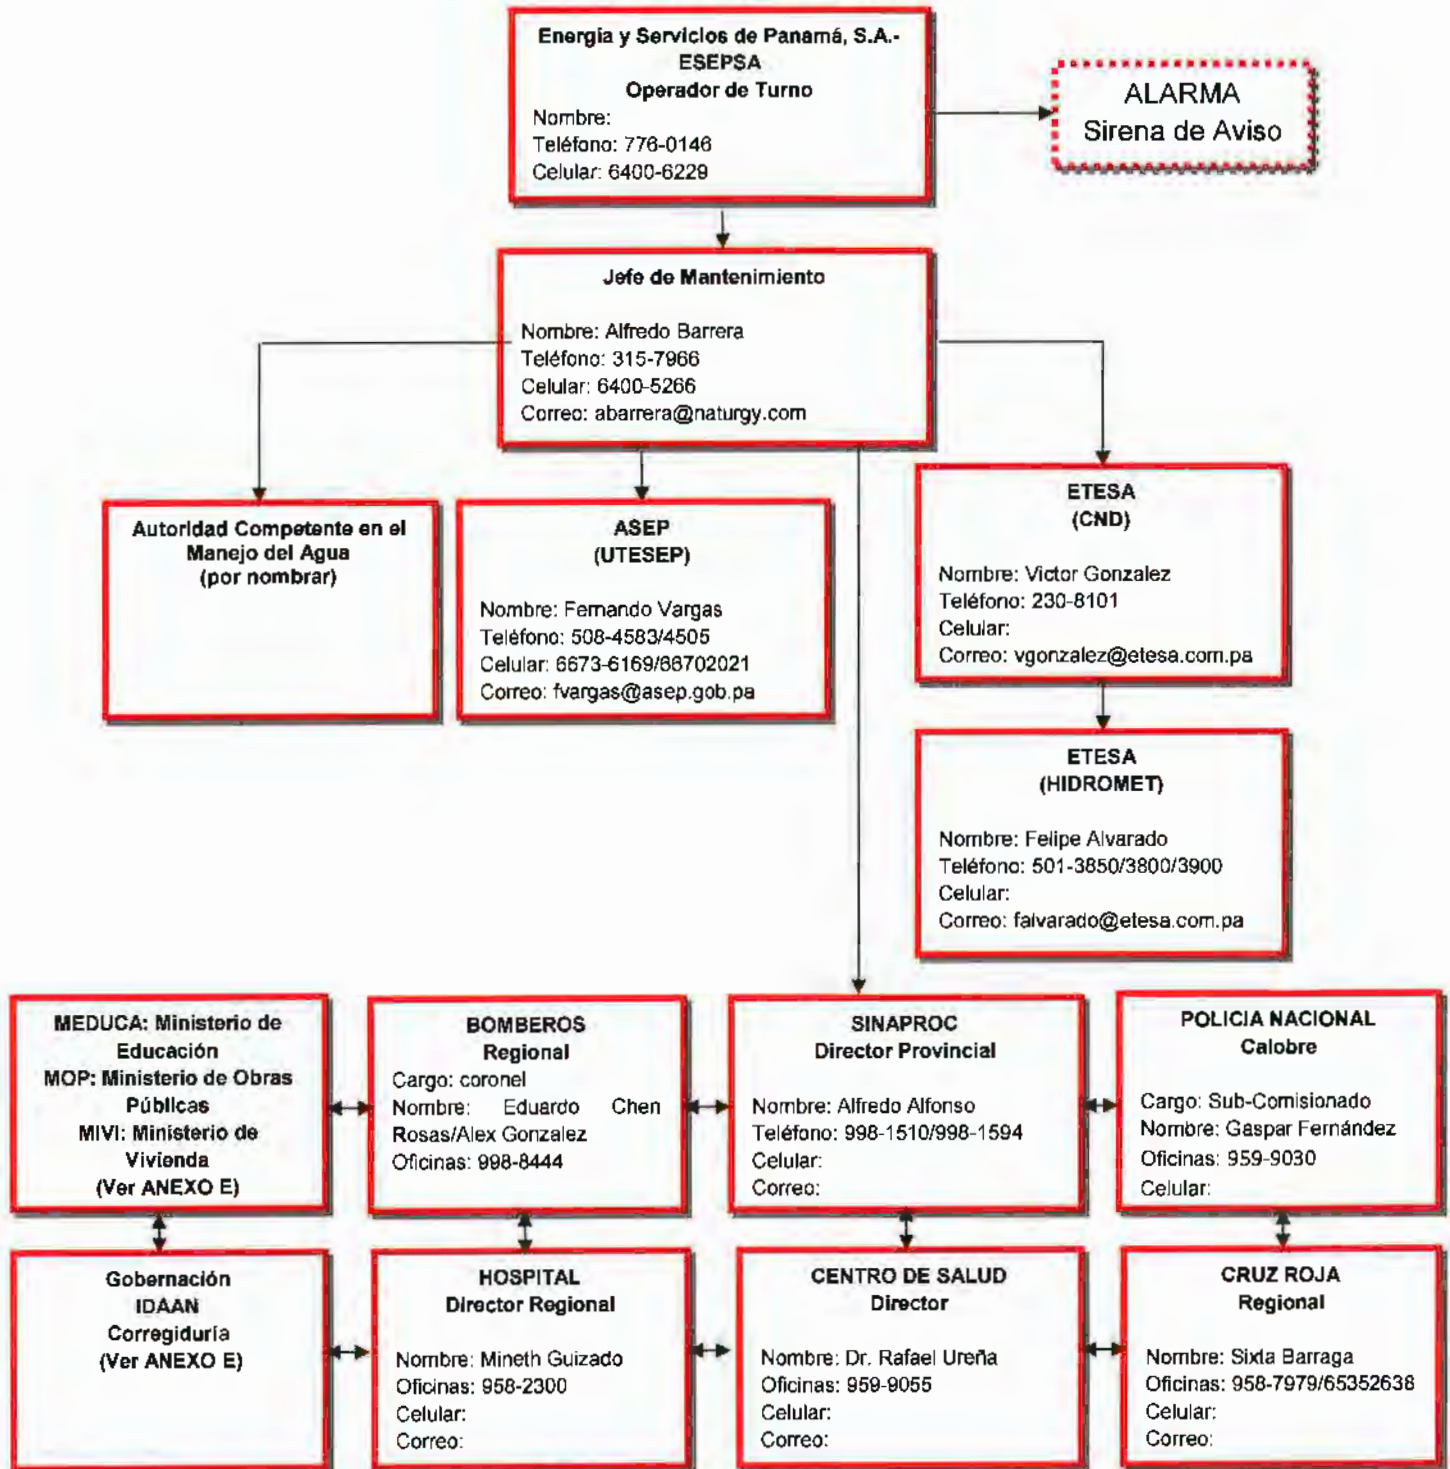 Energía y Servicios de Panamá, S.A.-
ESEPSA
Operador de Turno
Nombre:
Teléfono: 776-0146
Celular: 6400-6229
ALARMA
Sirena de Aviso
Jefe de Mantenimiento
Nombre: Alfredo Barrera
Teléfono: 315-7966
Celular: 6400-5266
Correo: abarrera@naturgy.com
Autoridad Competente en el
Manejo del Agua
(por nombrar)
ASEP
(UTESEP)
Nombre: Fernando Vargas
Teléfono: 508-4583/4505
Celular: 6673-6169/66702021
Correo: fvargas@asep.gob.pa
ETESA
(CND)
Nombre: Victor Gonzalez
Teléfono: 230-8101
Celular:
Correo: vgonzalez@etesa.com.pa
ETESA
(HIDROMET)
Nombre: Felipe Alvarado
Teléfono: 501-3850/3800/3900
Celular:
Correo: falvarado@etesa.com.pa
MEDUCA: Ministerio de
Educación
MOP: Ministerio de Obras
Públicas
MIVI: Ministerio de
Vivienda
(Ver ANEXO E)
BOMBEROS
Regional
Cargo: coronel
Nombre: Eduardo Chen
Rosas/Alex Gonzalez
Oficinas: 998-8444
SINAPROC
Director Provincial
Nombre: Alfredo Alfonso
Teléfono: 998-1510/998-1594
Celular:
Correo:
POLICIA NACIONAL
Calobre
Cargo: Sub-Comisionado
Nombre: Gaspar Fernández
Oficinas: 959-9030
Celular:
Gobernación
IDAAN
Corregiduría
(Ver ANEXO E)
HOSPITAL
Director Regional
Nombre: Mineth Guizado
Oficinas: 958-2300
Celular:
Correo:
CENTRO DE SALUD
Director
Nombre: Dr. Rafael Ureña
Oficinas: 959-9055
Celular:
Correo:
CRUZ ROJA
Regional
Nombre: Sixta Barraga
Oficinas: 958-7979/65352638
Celular:
Correo: